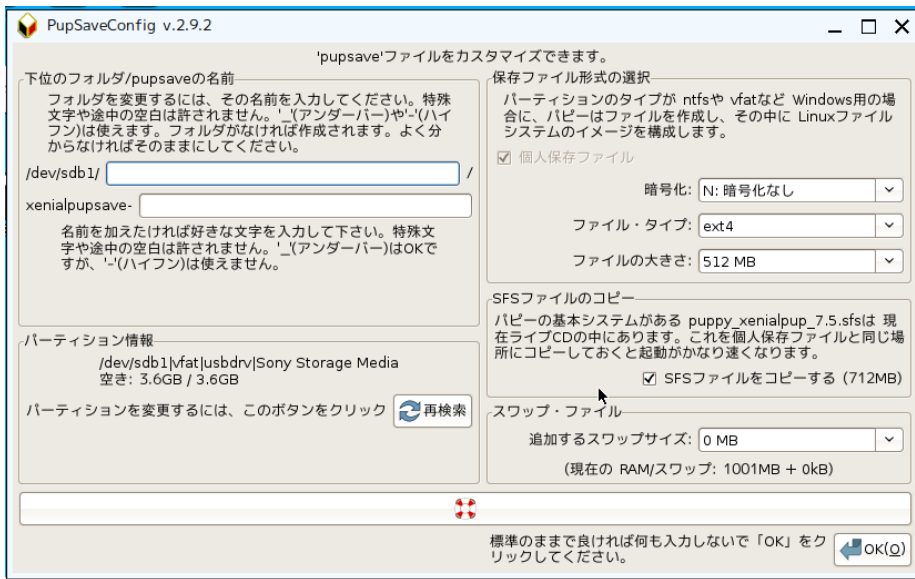 PupSaveConfig v.2.9.2
'pupsave'ファイルをカスタマイズできます。
下位のフォルダ/pupsaveの名前
フォルダを変更するには、その名前を入力してください。特殊
文字や途中の空白は許されません。'_'(アンダーバー)や'-'(ハイ
フン)は使えます。フォルダがなければ作成されます。よく分
からなければそのままにしてください。
/dev/sdb1/ /
xenialpupsave-
名前を加えたければ好きな文字を入力して下さい。特殊文
字や途中の空白は許されません。'_'(アンダーバー)はOKで
すが、'-'(ハイフン)は使えません。
パーティション情報
/dev/sdb1|vfat|usbdrv|Sony Storage Media
空き: 3.6GB / 3.6GB
パーティションを変更するには、このボタンをクリック 再検索
保存ファイル形式の選択
パーティションのタイプが ntfsや vfatなど Windows用の場
合に、パピーはファイルを作成し、その中に Linuxファイル
システムのイメージを構成します。
個人保存ファイル
暗号化: N: 暗号化なし
ファイル・タイプ: ext4
ファイルの大きさ: 512 MB
SFSファイルのコピー
パピーの基本システムがある puppy_xenialpup_7.5.sfsは 現
在ライブCDの中にあります。これを個人保存ファイルと同じ場
所にコピーしておくと起動がかなり速くなります。
SFSファイルをコピーする (712MB)
スワップ・ファイル
追加するスワップサイズ: 0 MB
(現在の RAM/スワップ: 1001MB + 0kB)
標準のままで良ければ何も入力しないで「OK」をク
リックしてください。
OK(O)